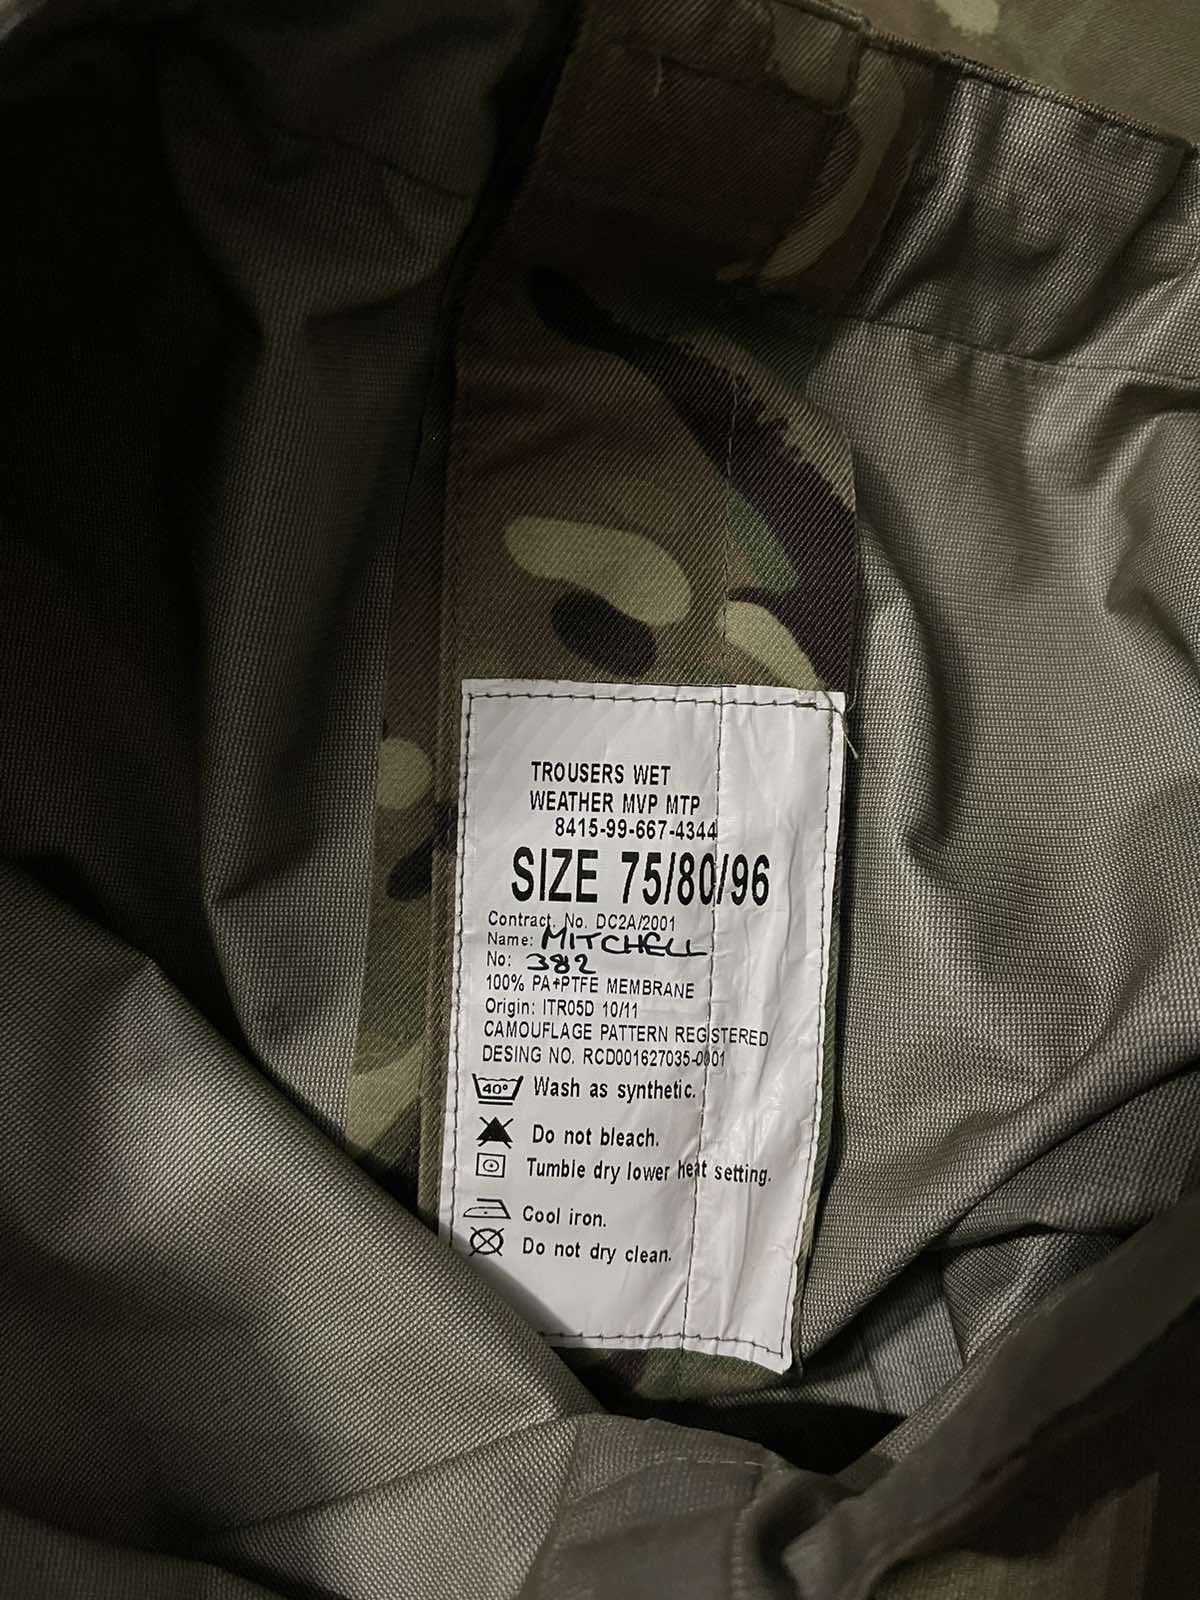 TROUSERS WET
WEATHER MVP MTP
8415-99-667-4344
SIZE 75/80/96
Contract. No. DC2A/2001
Name: MITCHELL
No: 382
100% PA+PTFE MEMBRANE
Origin: ITR05D 10/11
CAMOUFLAGE PATTERN REGISTERED
DESING NO. RCD001627035-0001
40° Wash as synthetic.
Do not bleach.
Tumble dry lower heat setting.
Cool iron.
Do not dry clean.